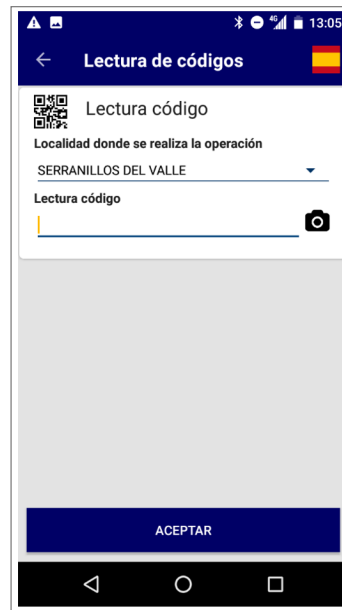 4G 13:05
Lectura de códigos
Lectura código
Localidad donde se realiza la operación
SERRANILLOS DEL VALLE
Lectura código
ACEPTAR